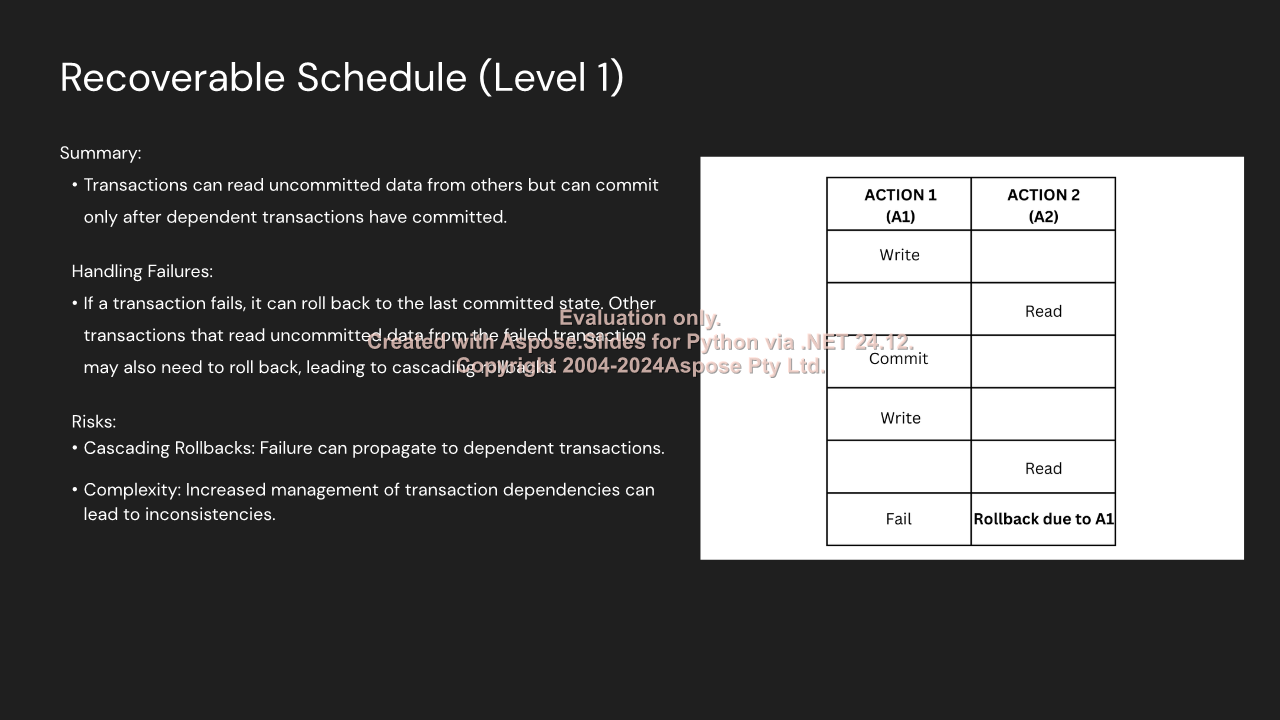 Recoverable Schedule (Level 1)
Summary:
• Transactions can read uncommitted data from others but can commit
only after dependent transactions have committed.
Handling Failures:
• If a transaction fails, it can roll back to the last committed state. Other
transactions that read uncommitted data from the failed transaction
may also need to roll back, leading to cascading rollbacks.
Risks:
• Cascading Rollbacks: Failure can propagate to dependent transactions.
• Complexity: Increased management of transaction dependencies can
lead to inconsistencies.
Evaluation only.
Created with Aspose.Slides for Python via .NET 24.12.
Copyright 2004-2024Aspose Pty Ltd.
ACTION 1 ACTION 2
(A1) (A2)
Write
Read
Commit
Write
Read
Fail Rollback due to A1